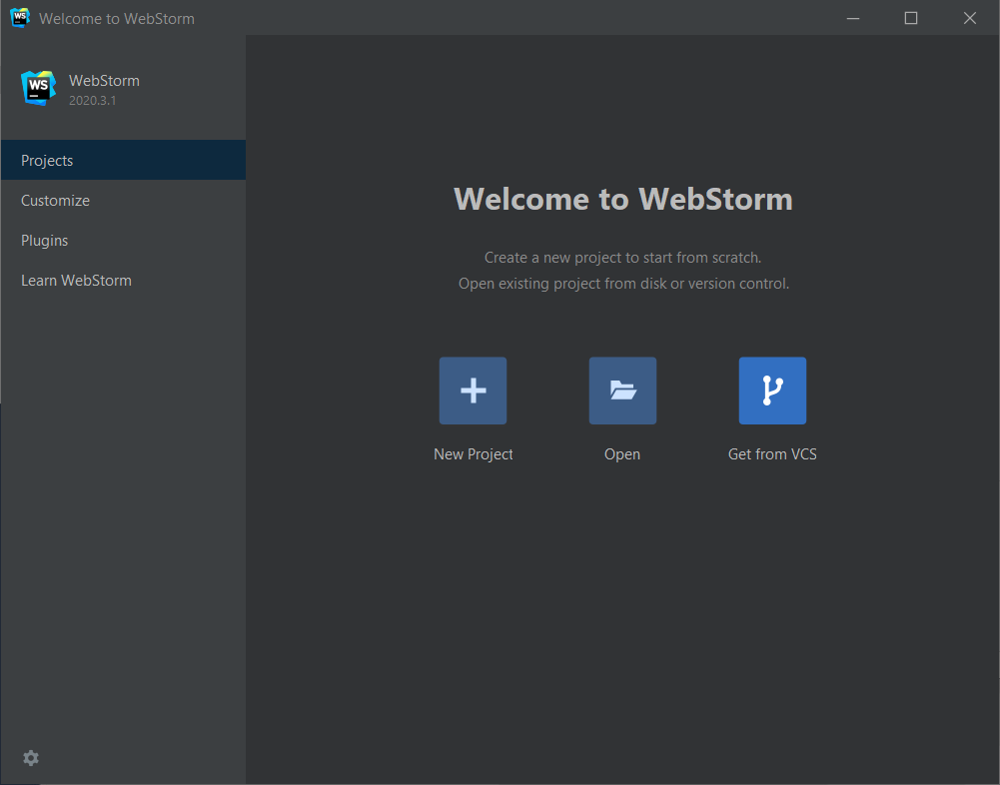 WS Welcome to WebStorm
WS WebStorm
2020.3.1
Projects
Customize
Plugins
Learn WebStorm
Welcome to WebStorm
Create a new project to start from scratch.
Open existing project from disk or version control.
New Project
Open
Get from VCS